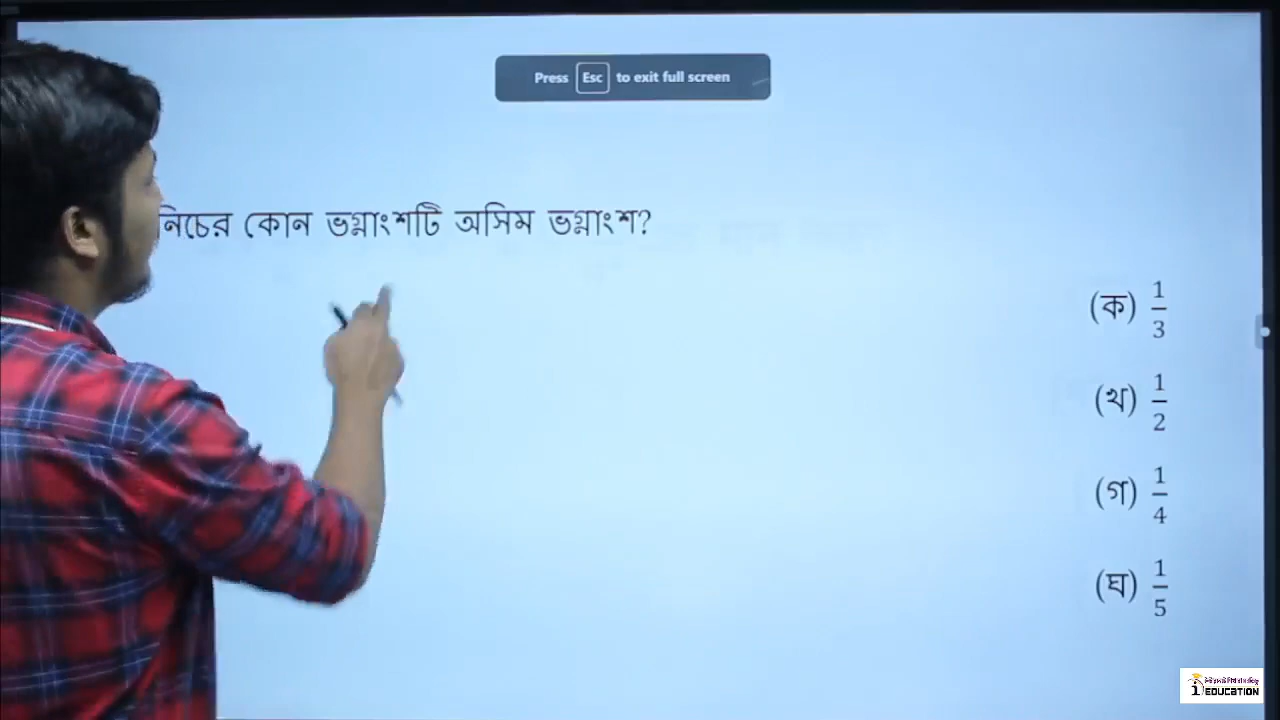 Press Esc to exit full screen
নিচের কোন ভগ্নাংশটি অসিম ভগ্নাংশ?
(ক) 1/3
(খ) 1/2
(গ) 1/4
(ঘ) 1/5
EDUCATION